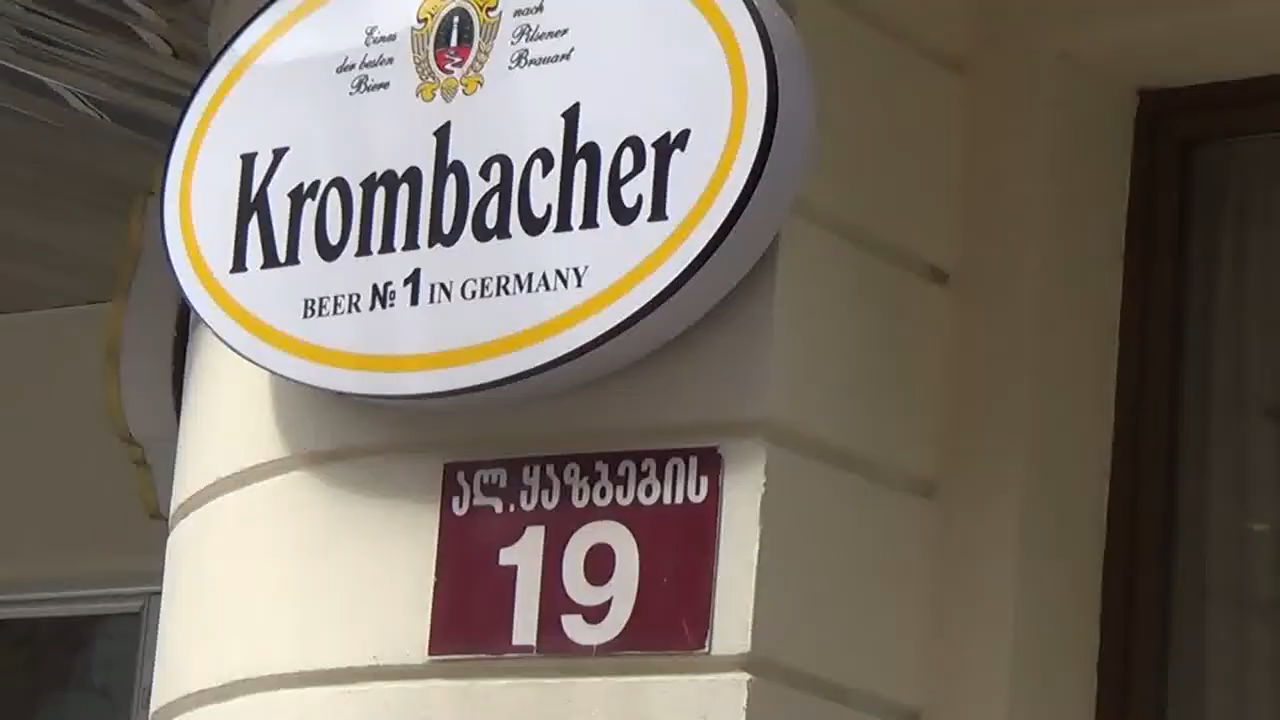 Eines
der besten
Biere
nach
Pilsener
Brauart
Krombacher
BEER № 1 IN GERMANY
ალ.ყაზბეგის
19